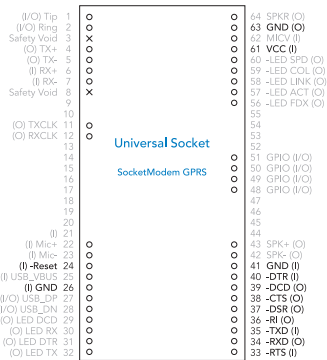 (I/O) Tip 1
(I/O) Ring 2
Safety Void 3
(O) TX+ 4
(O) TX- 5
(I) RX+ 6
(I) RX- 7
Safety Void 8
9
10
(O) TXCLK 11
(O) RXCLK 12
13
14
15
16
17
18
19
20
(I) 21
(I) Mic+ 22
(I) Mic- 23
(I) -Reset 24
(I) USB_VBUS 25
(I) GND 26
(I/O) USB_DP 27
(I/O) USB_DN 28
(O) LED DCD 29
(O) LED RX 30
(O) LED DTR 31
(O) LED TX 32
Universal Socket
SocketModem GPRS
64 SPKR (O)
63 GND (O)
62 MICV (I)
61 VCC (I)
60 -LED SPD (O)
59 -LED COL (O)
58 -LED LINK (O)
57 -LED ACT (O)
56 -LED FDX (O)
55
54
53
52
51 GPIO (I/O)
50 GPIO (I/O)
49 GPIO (I/O)
48 GPIO (I/O)
47
46
45
44
43 SPK+ (O)
42 SPK- (O)
41 GND (I)
40 -DTR (I)
39 -DCD (O)
38 -CTS (O)
37 -DSR (O)
36 -RI (O)
35 -TXD (I)
34 -RXD (O)
33 -RTS (I)